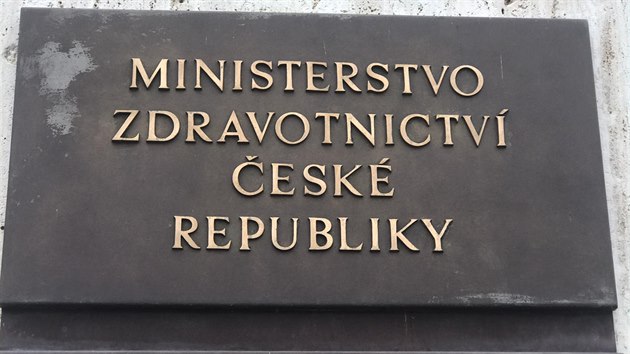 MINISTERSTVO
ZDRAVOTNICTVÍ
ČESKÉ
REPUBLIKY